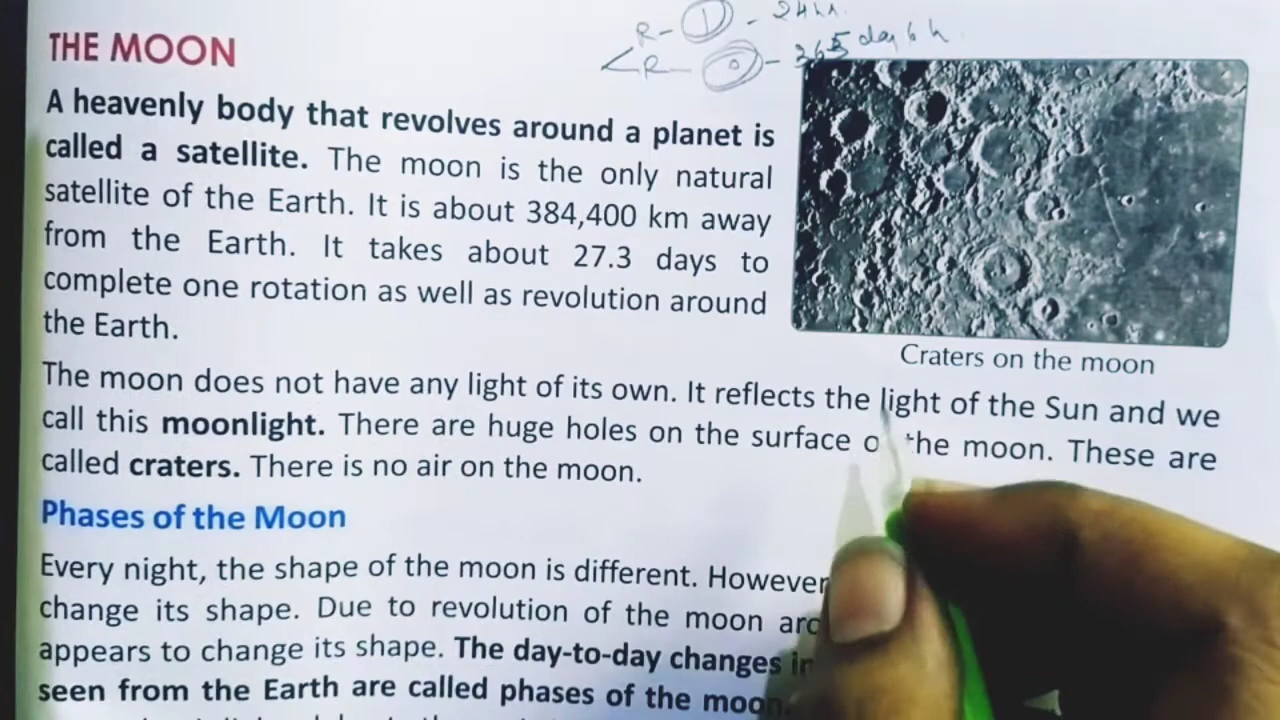 R- 1 - 24 h.
R- - 365 day 6 h
THE MOON
A heavenly body that revolves around a planet is
called a satellite. The moon is the only natural
satellite of the Earth. It is about 384,400 km away
from the Earth. It takes about 27.3 days to
complete one rotation as well as revolution around
the Earth.
Craters on the moon
The moon does not have any light of its own. It reflects the light of the Sun and we
call this moonlight. There are huge holes on the surface o the moon. These are
called craters. There is no air on the moon.
Phases of the Moon
Every night, the shape of the moon is different. However
change its shape. Due to revolution of the moon
appears to change its shape. The day-to-day changes in
seen from the Earth are called phases of the moon.